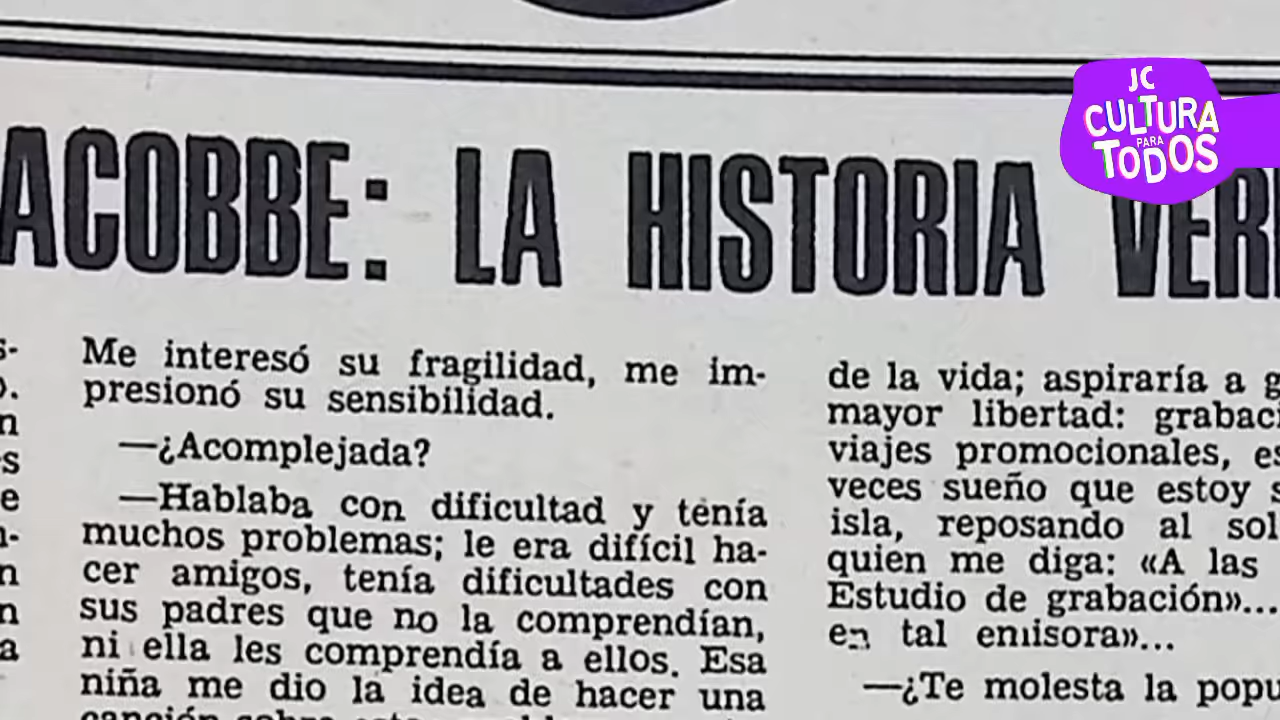 JC
CULTURA
PARA
TODOS
ACOBBE: LA HISTORIA VER
s-
o.
n
s
e
n
n
a
Me interesó su fragilidad, me im-
presionó su sensibilidad.
—¿Acomplejada?
—Hablaba con dificultad y tenía
muchos problemas; le era difícil ha-
cer amigos, tenía dificultades con
sus padres que no la comprendían,
ni ella les comprendía a ellos. Esa
niña me dio la idea de hacer una
de la vida; aspiraría a g
mayor libertad: grabaci
viajes promocionales, es
veces sueño que estoy s
isla, reposando al sol
quien me diga: «A las
Estudio de grabación»...
en tal emisora»...
—¿Te molesta la popu